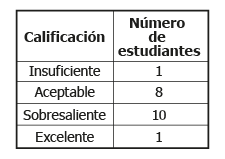 Calificación Número de estudiantes
Insuficiente 1
Aceptable 8
Sobresaliente 10
Excelente 1